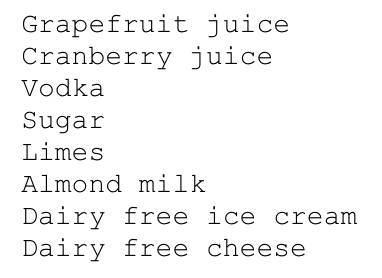 Grapefruit juice
Cranberry juice
Vodka
Sugar
Limes
Almond milk
Dairy free ice cream
Dairy free cheese